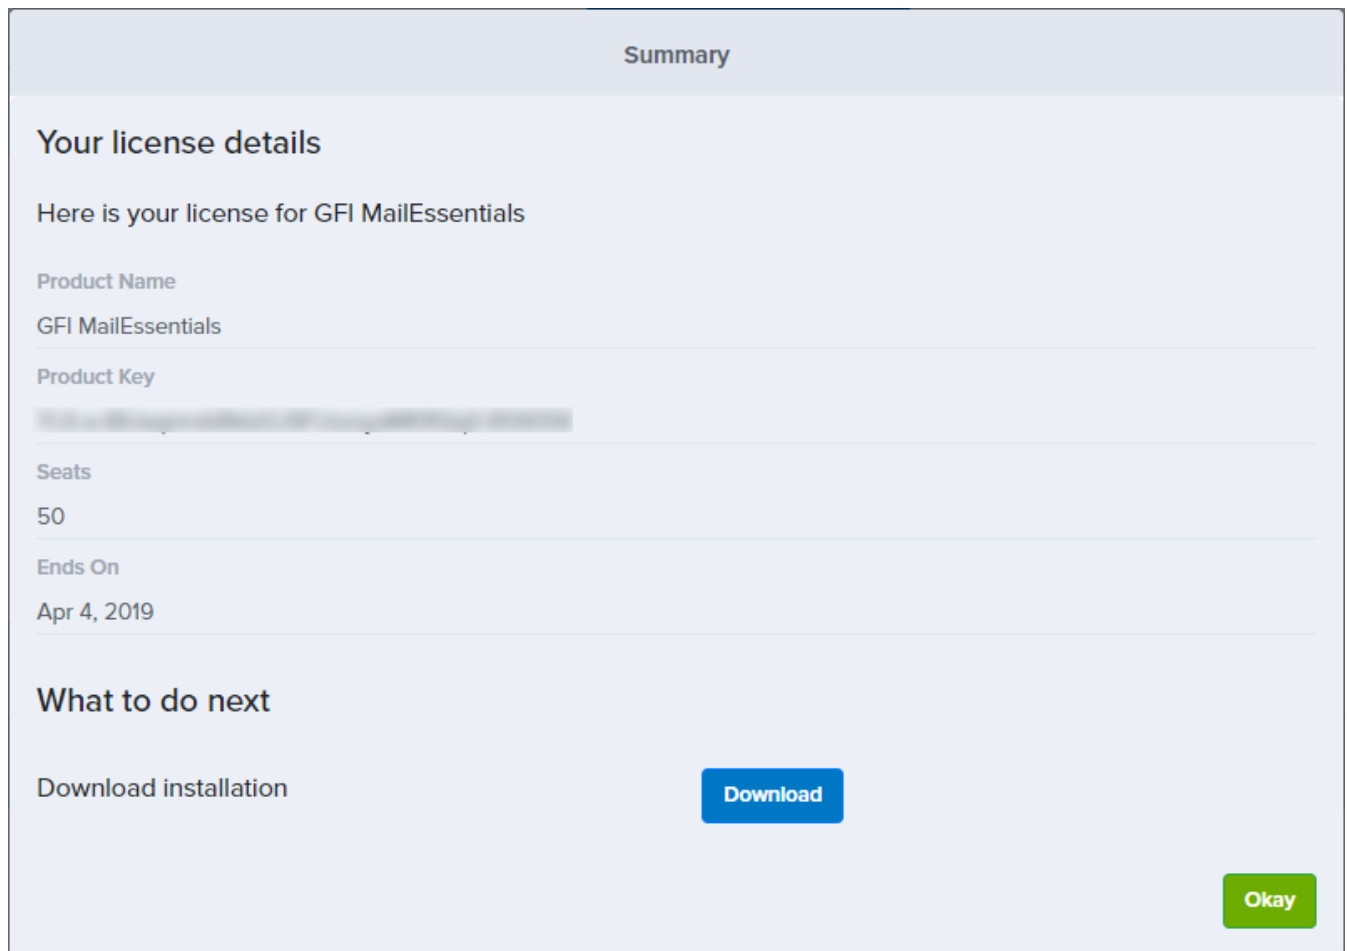 Summary
Your license details
Here is your license for GFI MailEssentials
Product Name
GFI MailEssentials
Product Key
Seats
50
Ends On
Apr 4, 2019
What to do next
Download installation
Download
Okay